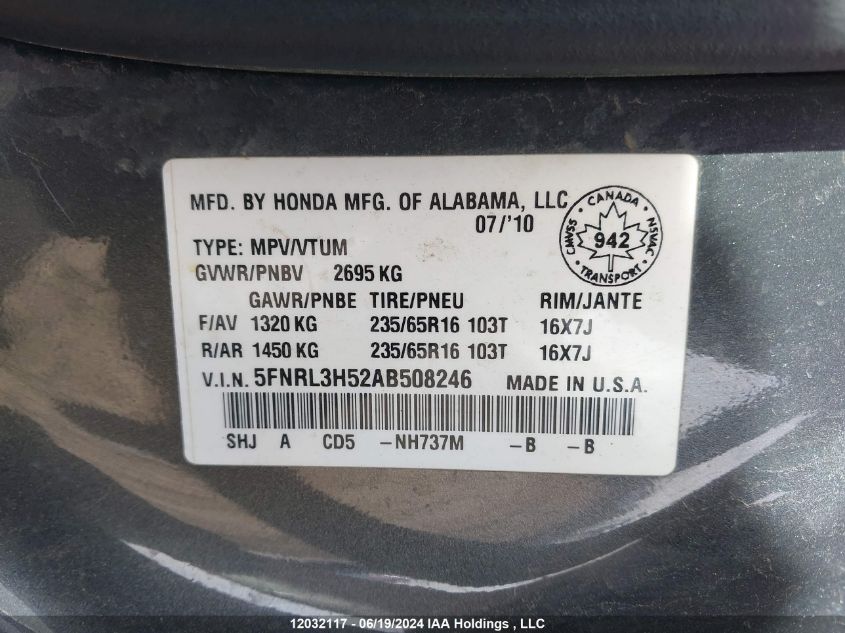 MFD. BY HONDA MFG. OF ALABAMA, LLC
07/'10
CANADA
CMVSS 942 NSVAC
TRANSPORT
TYPE: MPV/VTUM
GVWR/PNBV 2695 KG
GAWR/PNBE TIRE/PNEU RIM/JANTE
F/AV 1320 KG 235/65R16 103T 16X7J
R/AR 1450 KG 235/65R16 103T 16X7J
V.I.N. 5FNRL3H52AB508246 MADE IN U.S.A.
SHJ A CD5 -NH737M -B -B
12032117 - 06/19/2024 IAA Holdings , LLC